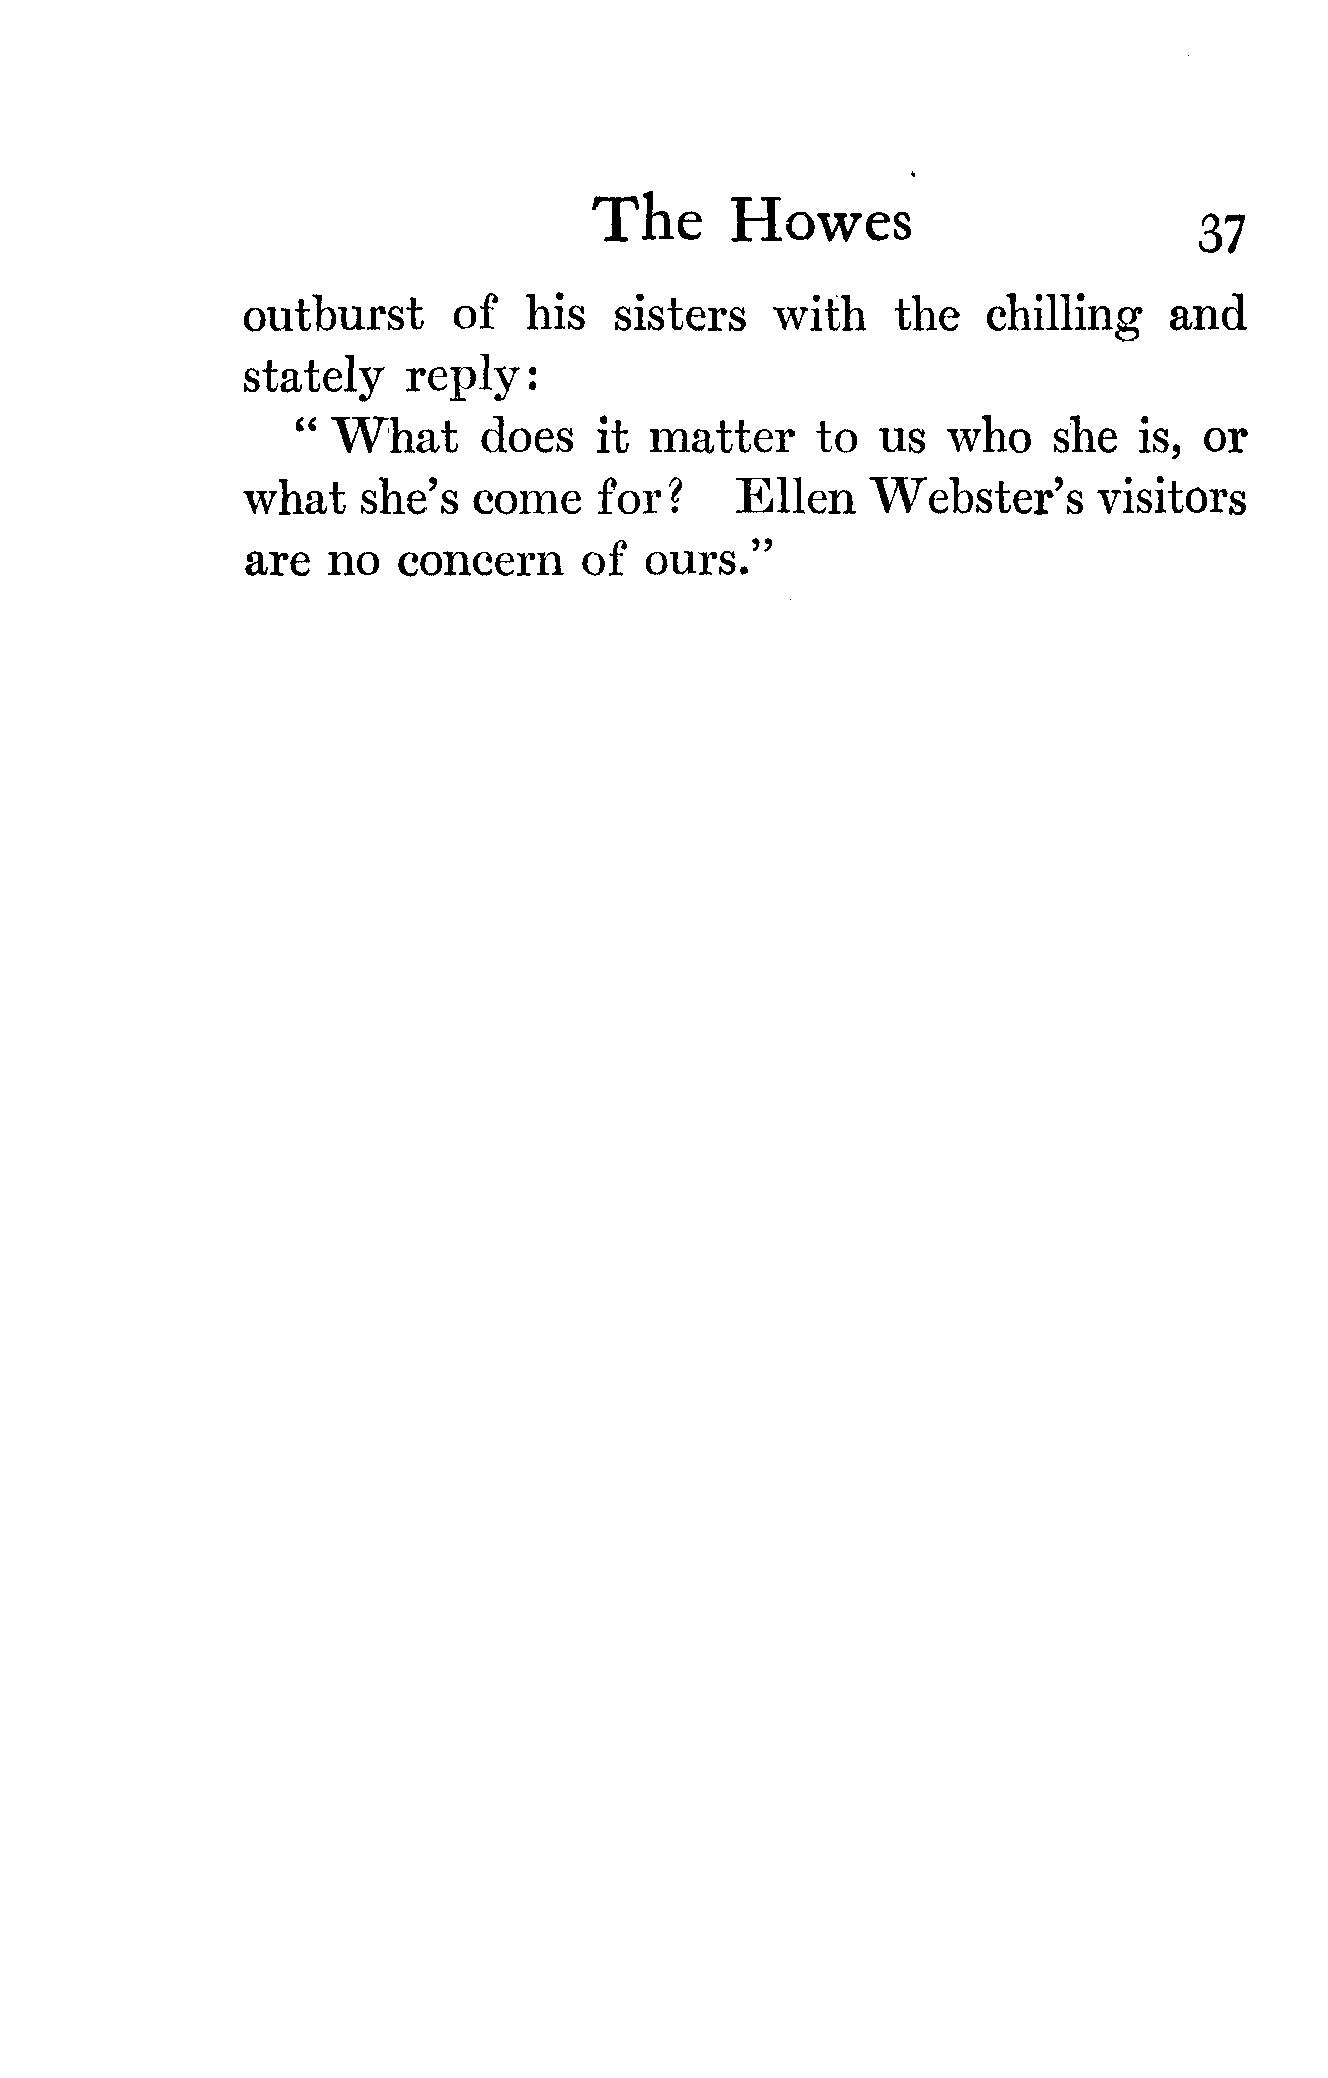 The Howes 37
outburst of his sisters with the chilling and
stately reply:
“ What does it matter to us who she is, or
what she’s come for? Ellen Webster’s visitors
are no concern of ours.”